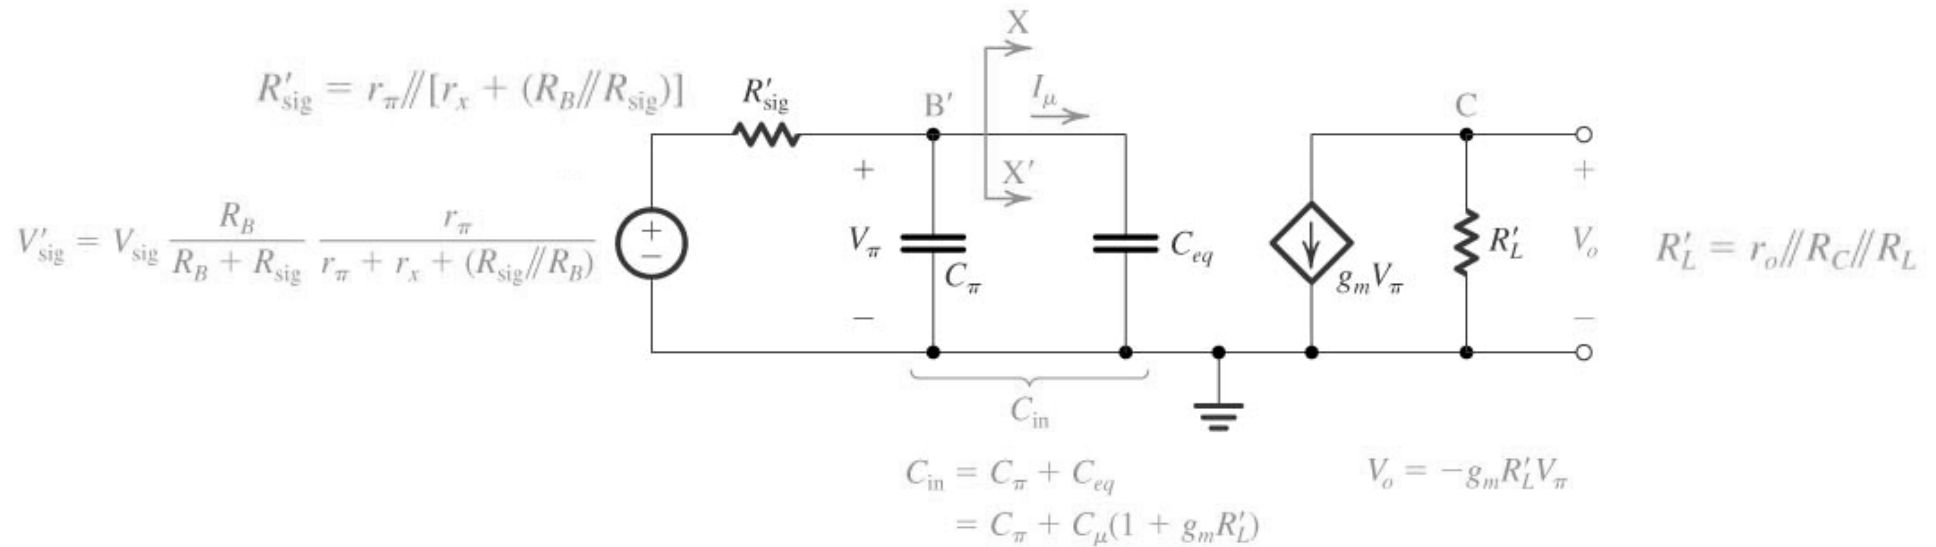 X
R′sig = rπ//[rx + (RB//Rsig)]
R′sig
B′
Iμ
C
X′
+
+
V′sig = Vsig RB/(RB + Rsig) rπ/(rπ + rx + (Rsig//RB))
+
−
Vπ
Cπ
Ceq
gmVπ
R′L
Vo
R′L = ro//RC//RL
−
−
Cin
Cin = Cπ + Ceq
= Cπ + Cμ(1 + gmR′L)
Vo = −gmR′LVπ